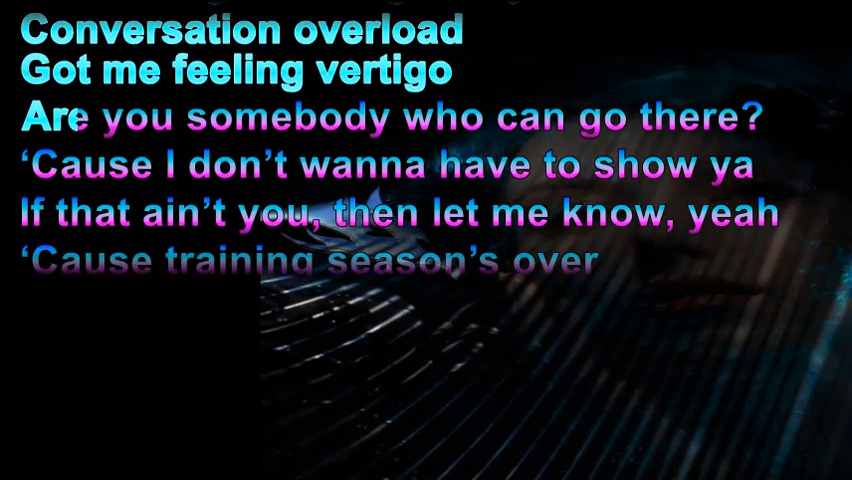 Conversation overload
Got me feeling vertigo
Are you somebody who can go there?
‘Cause I don’t wanna have to show ya
If that ain’t you, then let me know, yeah
‘Cause training season’s over